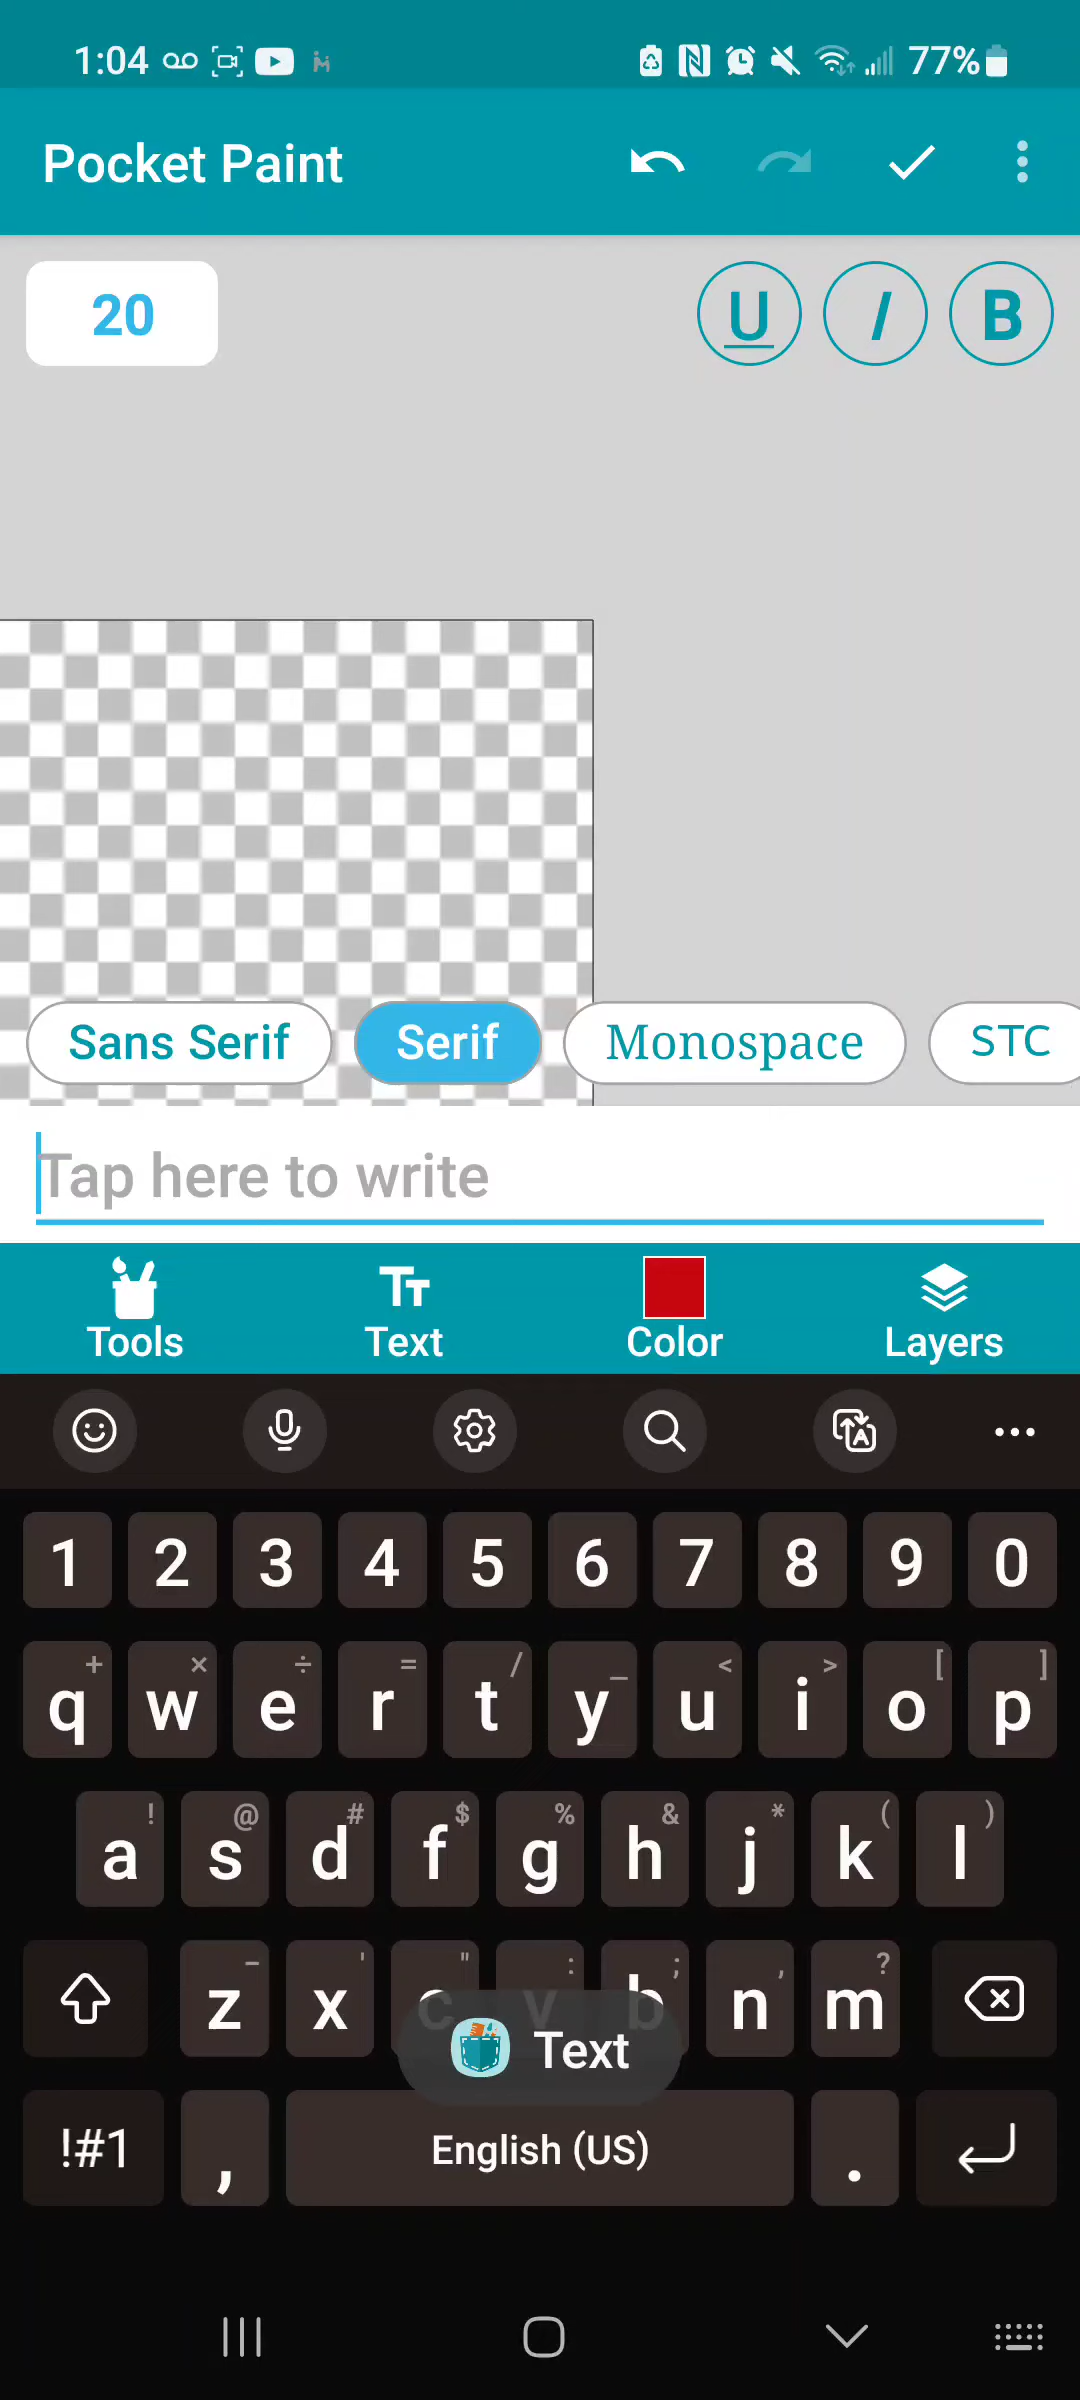 1:04 77%
Pocket Paint
20 U I B
Sans Serif Serif Monospace STC
Tap here to write
Tools Text Color Layers
1 2 3 4 5 6 7 8 9 0
+ × ÷ = / _ < > [ ]
q w e r t y u i o p
! @ # $ % & * ( )
a s d f g h j k l
- ' " : ; , ?
z x c v b n m
Text
!#1 , English (US) .